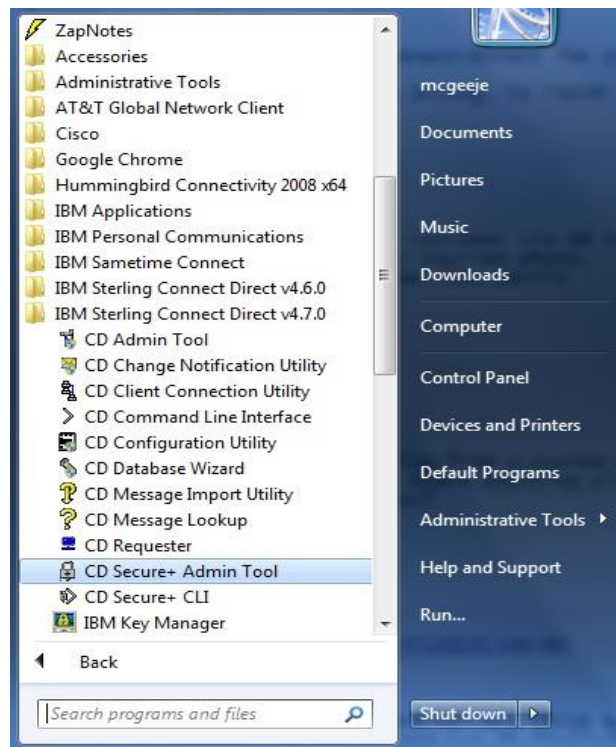 ZapNotes
Accessories
Administrative Tools
AT&T Global Network Client
Cisco
Google Chrome
Hummingbird Connectivity 2008 x64
IBM Applications
IBM Personal Communications
IBM Sametime Connect
IBM Sterling Connect Direct v4.6.0
IBM Sterling Connect Direct v4.7.0
CD Admin Tool
CD Change Notification Utility
CD Client Connection Utility
CD Command Line Interface
CD Configuration Utility
CD Database Wizard
CD Message Import Utility
CD Message Lookup
CD Requester
CD Secure+ Admin Tool
CD Secure+ CLI
IBM Key Manager
Back
Search programs and files
mcgeeje
Documents
Pictures
Music
Downloads
Computer
Control Panel
Devices and Printers
Default Programs
Administrative Tools
Help and Support
Run...
Shut down